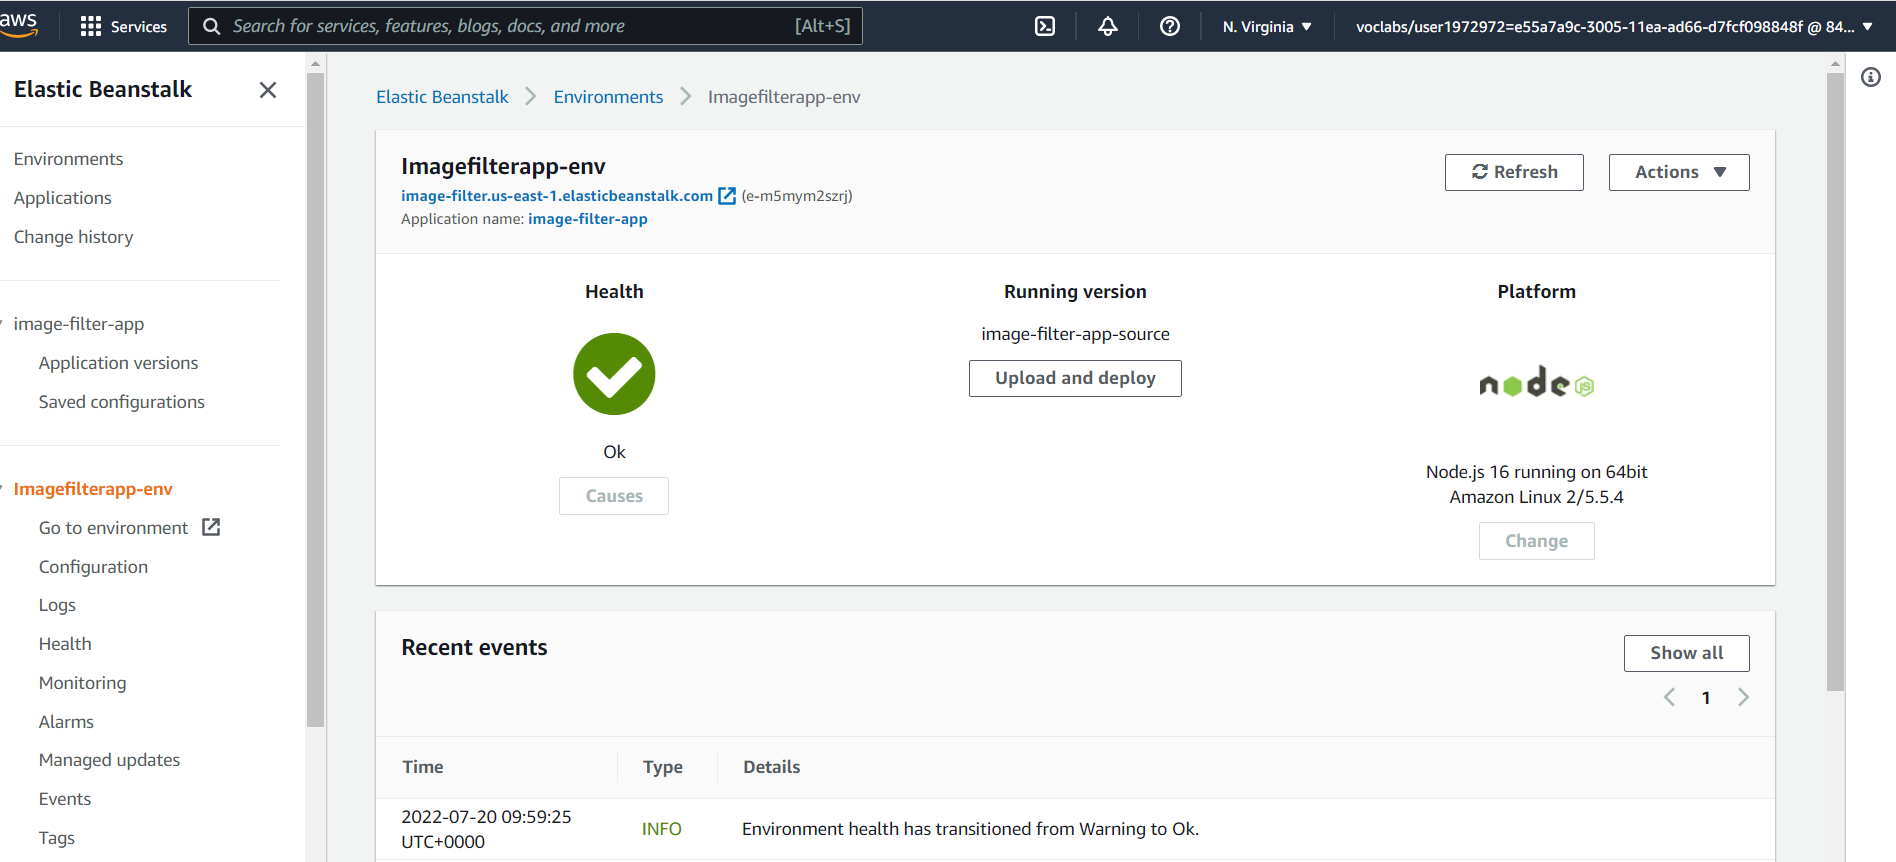 aws
Services
Search for services, features, blogs, docs, and more
[Alt+S]
N. Virginia
voclabs/user1972972=e55a7a9c-3005-11ea-ad66-d7fcf098848f @ 84...
Elastic Beanstalk
Environments
Applications
Change history
image-filter-app
Application versions
Saved configurations
Imagefilterapp-env
Go to environment
Configuration
Logs
Health
Monitoring
Alarms
Managed updates
Events
Tags
Elastic Beanstalk
Environments
Imagefilterapp-env
Imagefilterapp-env
image-filter.us-east-1.elasticbeanstalk.com (e-m5mym2szrj)
Application name: image-filter-app
Refresh
Actions
Health
Ok
Causes
Running version
image-filter-app-source
Upload and deploy
Platform
node JS
Node.js 16 running on 64bit
Amazon Linux 2/5.5.4
Change
Recent events
Show all
1
Time
Type
Details
2022-07-20 09:59:25
UTC+0000
INFO
Environment health has transitioned from Warning to Ok.